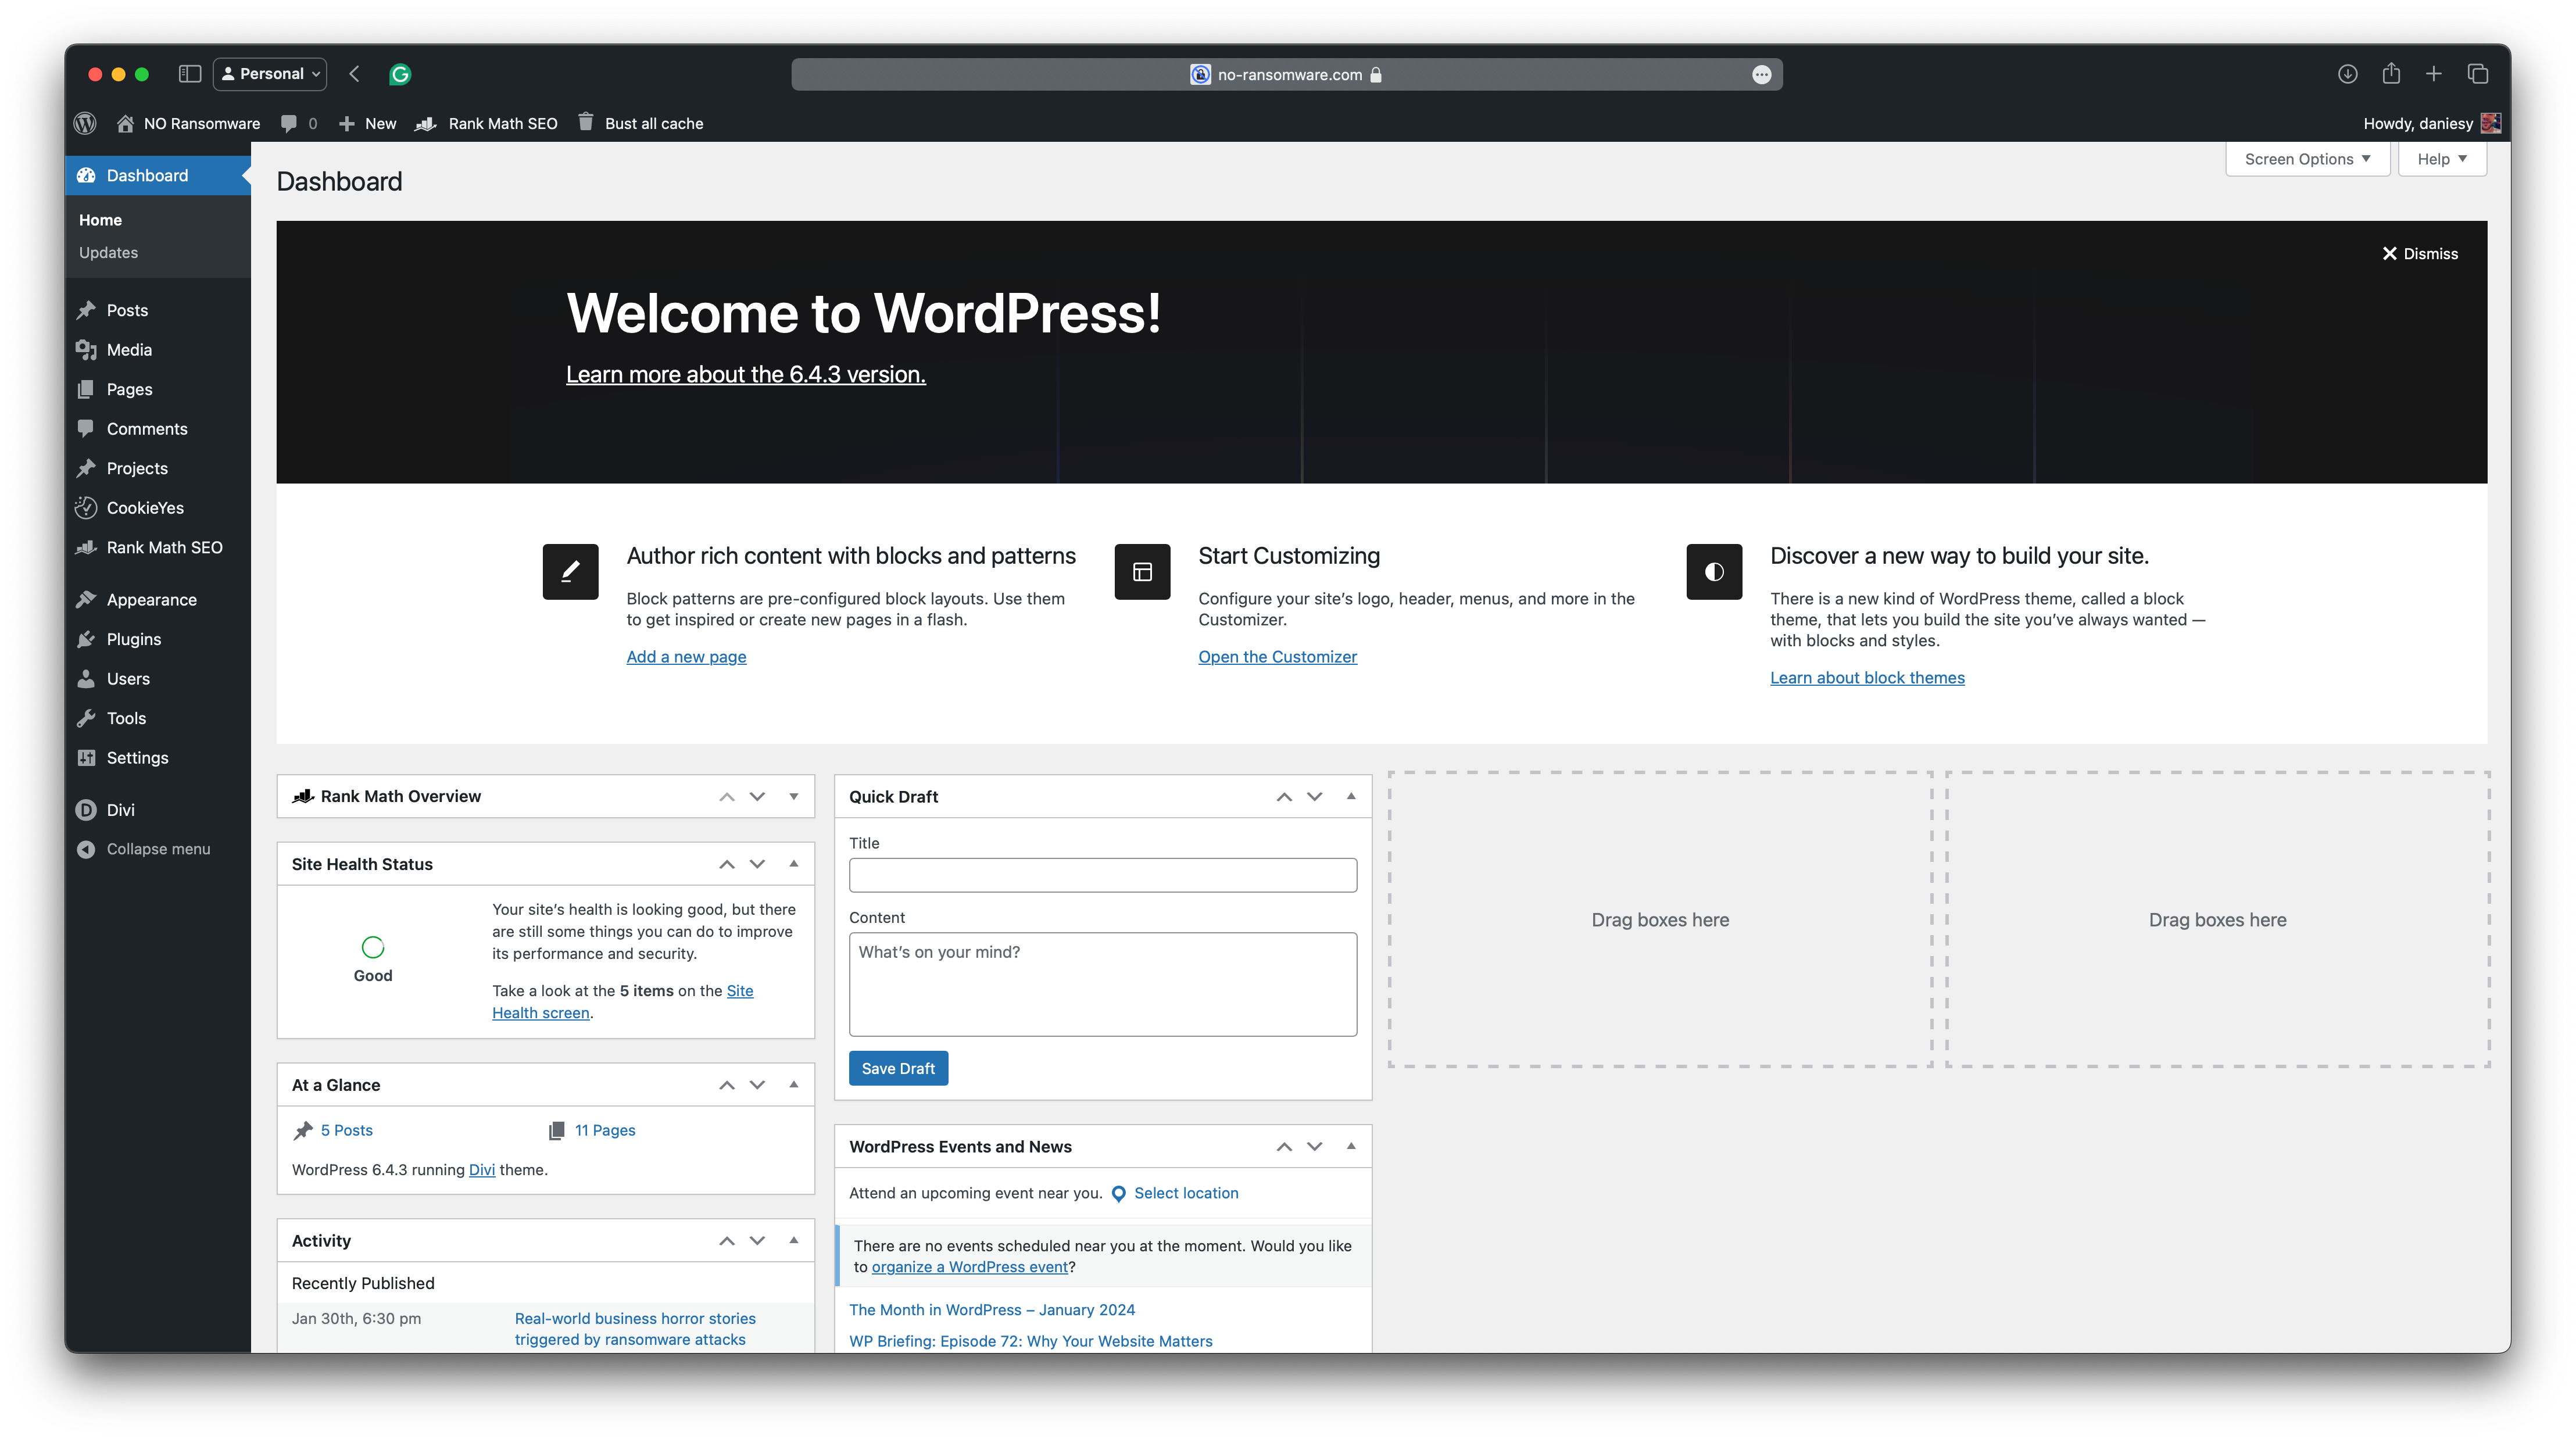 Personal
no-ransomware.com
NO Ransomware
0
New
Rank Math SEO
Bust all cache
Howdy, daniesy
Dashboard
Home
Updates
Posts
Media
Pages
Comments
Projects
CookieYes
Rank Math SEO
Appearance
Plugins
Users
Tools
Settings
Divi
Collapse menu
Screen Options
Help
Dashboard
Dismiss
Welcome to WordPress!
Learn more about the 6.4.3 version.
Author rich content with blocks and patterns
Block patterns are pre-configured block layouts. Use them
to get inspired or create new pages in a flash.
Add a new page
Start Customizing
Configure your site’s logo, header, menus, and more in the
Customizer.
Open the Customizer
Discover a new way to build your site.
There is a new kind of WordPress theme, called a block
theme, that lets you build the site you’ve always wanted —
with blocks and styles.
Learn about block themes
Rank Math Overview
Site Health Status
Good
Your site’s health is looking good, but there
are still some things you can do to improve
its performance and security.
Take a look at the 5 items on the Site
Health screen.
At a Glance
5 Posts
11 Pages
WordPress 6.4.3 running Divi theme.
Activity
Recently Published
Jan 30th, 6:30 pm
Real-world business horror stories
triggered by ransomware attacks
Quick Draft
Title
Content
What’s on your mind?
Save Draft
WordPress Events and News
Attend an upcoming event near you.
Select location
There are no events scheduled near you at the moment. Would you like
to organize a WordPress event?
The Month in WordPress – January 2024
WP Briefing: Episode 72: Why Your Website Matters
Drag boxes here
Drag boxes here